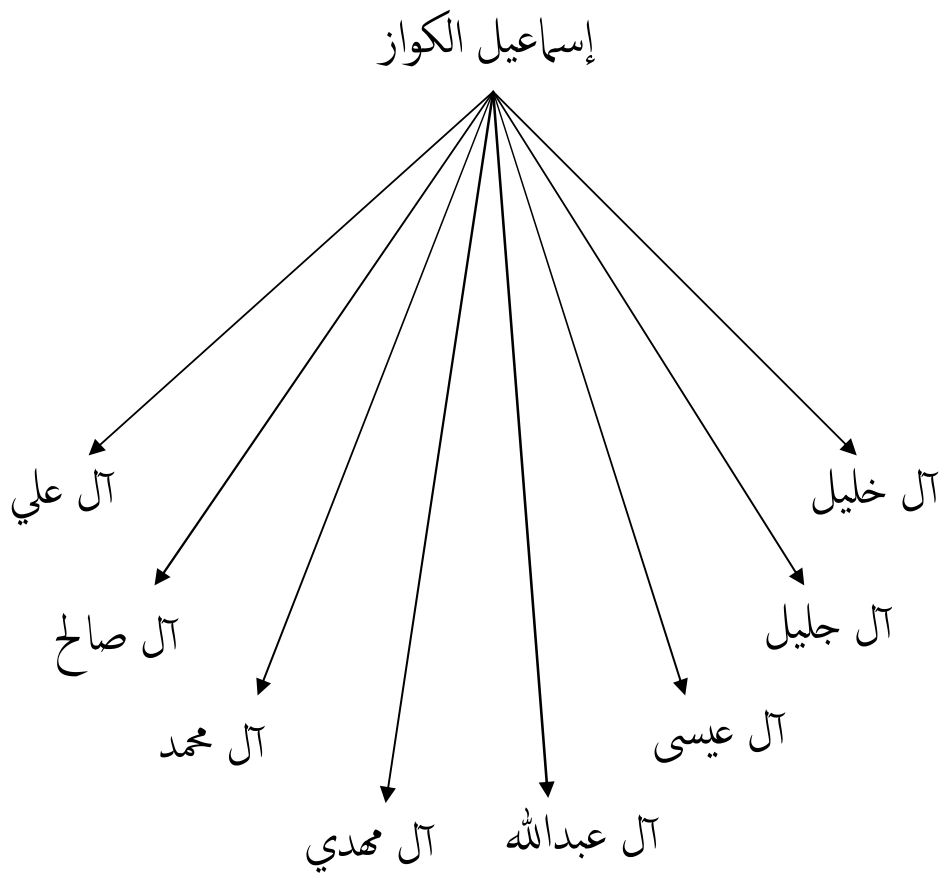 إسماعيل الكواز
آل خليل
آل علي
آل جليل
آل صالح
آل عيسى
آل محمد
آل عبدالله
آل مهدي